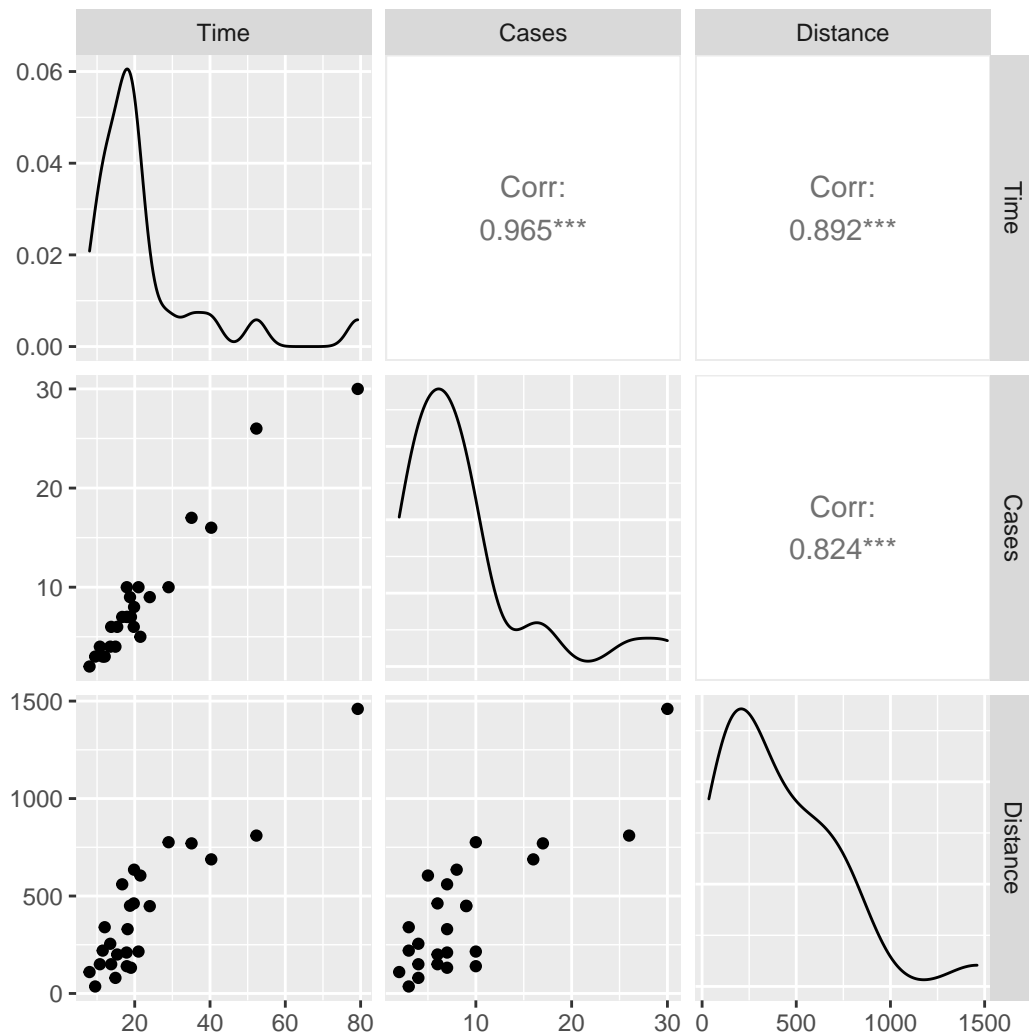 Time Cases Distance
0.06
0.04
0.02
0.00
Corr:
0.965***
Corr:
0.892***
Time
30
20
10
Corr:
0.824***
Cases
1500
1000
500
0
Distance
20 40 60 80 10 20 30 0 500 1000 1500